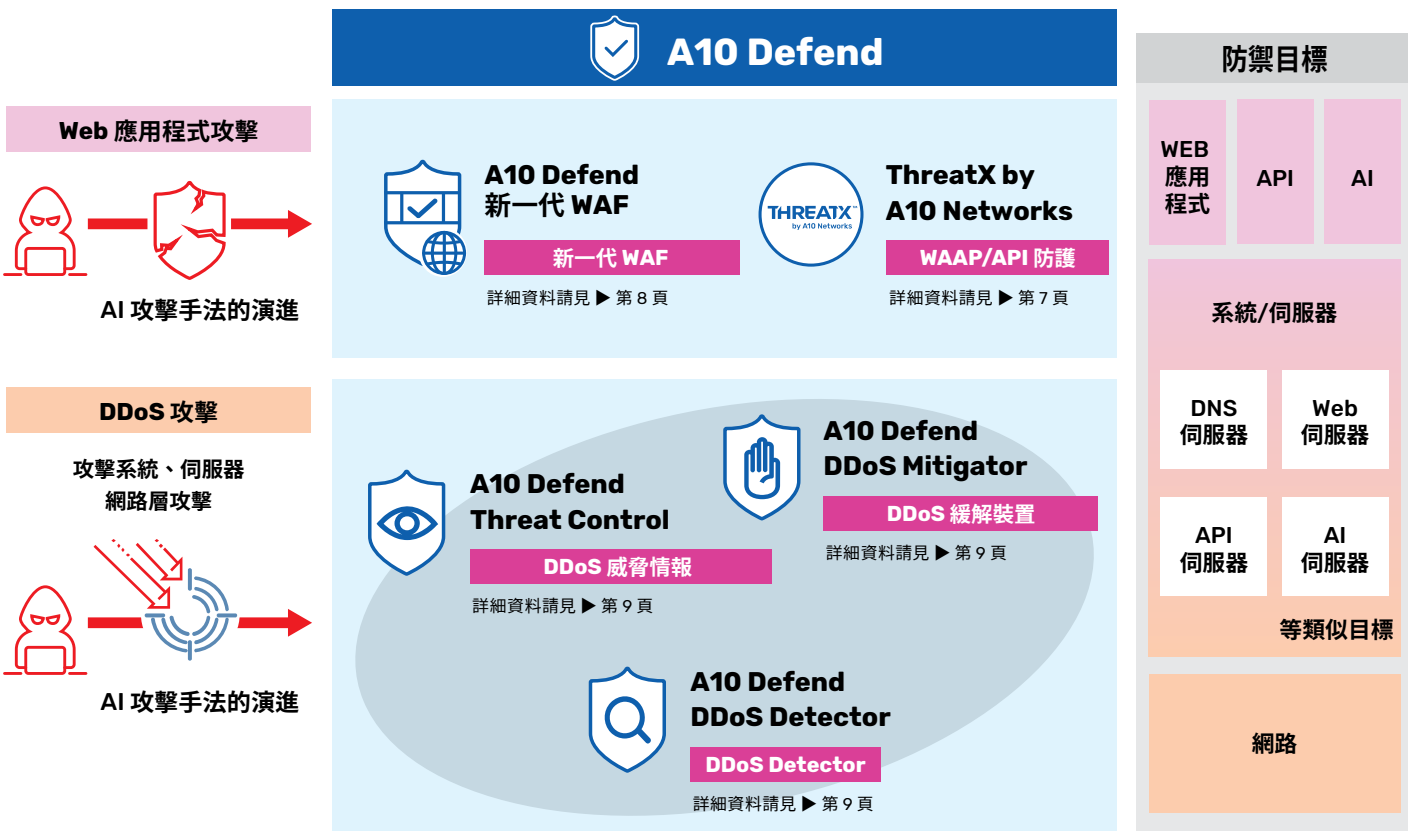 A10 Defend
Web 應用程式攻擊
AI 攻擊手法的演進
A10 Defend
新一代 WAF
新一代 WAF
詳細資料請見 ▶ 第 8 頁
THREATX™
by A10 Networks
ThreatX by
A10 Networks
WAAP/API 防護
詳細資料請見 ▶ 第 7 頁
DDoS 攻擊
攻擊系統、伺服器
網路層攻擊
AI 攻擊手法的演進
A10 Defend
Threat Control
DDoS 威脅情報
詳細資料請見 ▶ 第 9 頁
A10 Defend
DDoS Mitigator
DDoS 緩解裝置
詳細資料請見 ▶ 第 9 頁
A10 Defend
DDoS Detector
DDoS Detector
詳細資料請見 ▶ 第 9 頁
防禦目標
WEB
應用
程式
API
AI
系統/伺服器
DNS
伺服器
Web
伺服器
API
伺服器
AI
伺服器
等類似目標
網路